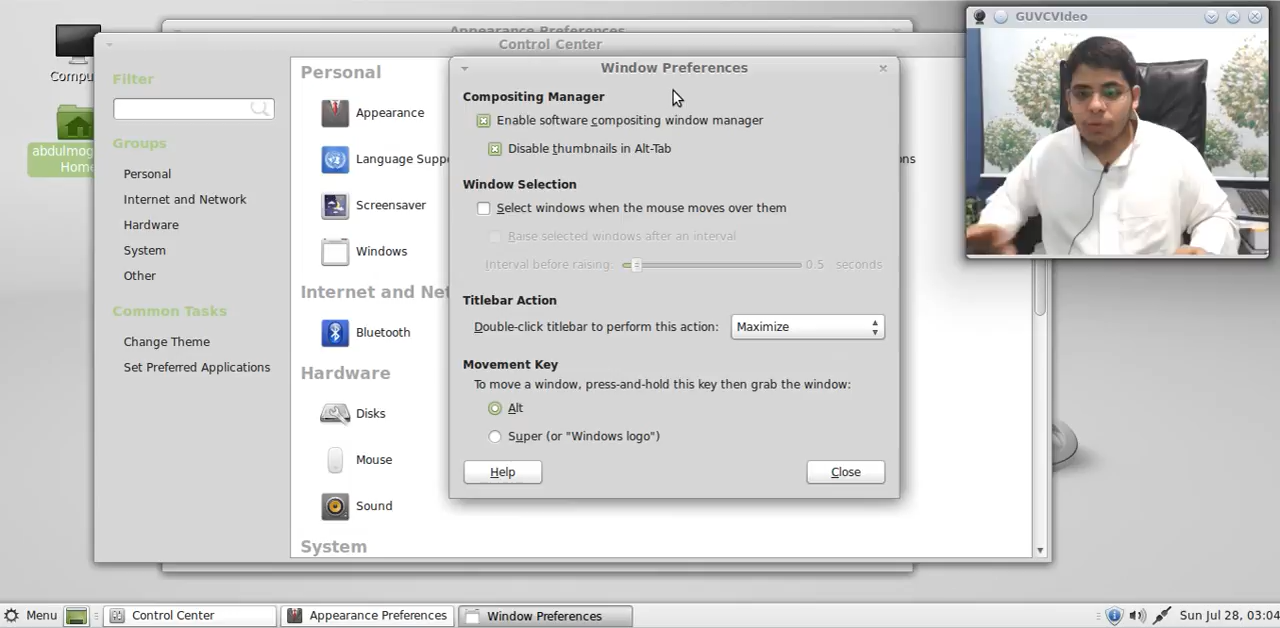 Appearance Preferences
GUVCVIdeo
Control Center
Compu
Filter
Personal
Window Preferences
Compositing Manager
Enable software compositing window manager
Disable thumbnails in Alt-Tab
Appearance
Groups
abdulmog
Home
Language Supp
ons
Personal
Internet and Network
Hardware
System
Other
Screensaver
Windows
Window Selection
Select windows when the mouse moves over them
Raise selected windows after an interval
Interval before raising:
0.5 seconds
Internet and Net
Common Tasks
Change Theme
Set Preferred Applications
Bluetooth
Titlebar Action
Double-click titlebar to perform this action:
Maximize
Hardware
Movement Key
To move a window, press-and-hold this key then grab the window:
Alt
Super (or "Windows logo")
Disks
Mouse
Sound
Help
Close
System
Menu
Control Center
Appearance Preferences
Window Preferences
Sun Jul 28, 03:04